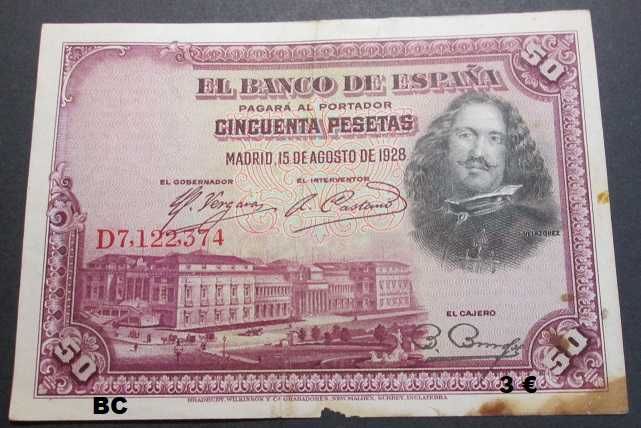 50
EL BANCO DE ESPAÑA
PAGARÁ AL PORTADOR
CINCUENTA PESETAS
MADRID, 15 DE AGOSTO DE 1928
EL GOBERNADOR EL INTERVENTOR
D7,122,374
VELAZQUEZ
EL CAJERO
50
50
BC
3 €
BRADBURY, WILKINSON Y Cª GRABADORES, NEW MALDEN, SURREY, INGLATERRA